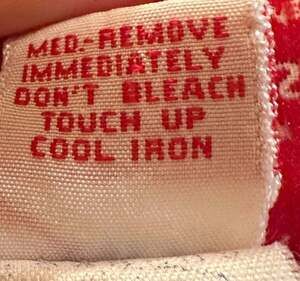 MED.-REMOVE
IMMEDIATELY
DON'T BLEACH
TOUCH UP
COOL IRON